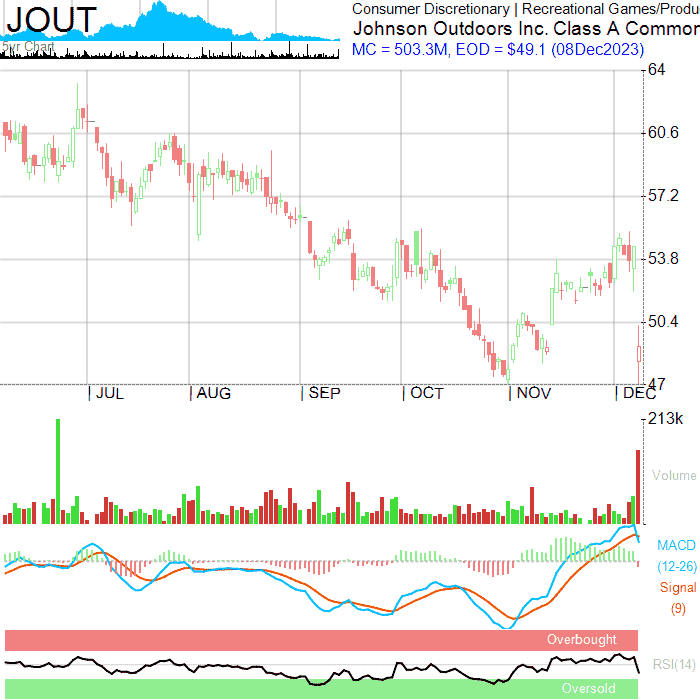 JOUT
5yr Chart
Consumer Discretionary | Recreational Games/Produ
Johnson Outdoors Inc. Class A Common
MC = 503.3M, EOD = $49.1 (08Dec2023)
64
60.6
57.2
53.8
50.4
47
JUL AUG SEP OCT NOV DEC
213k
Volume
MACD
(12-26)
Signal
(9)
Overbought
RSI(14)
Oversold